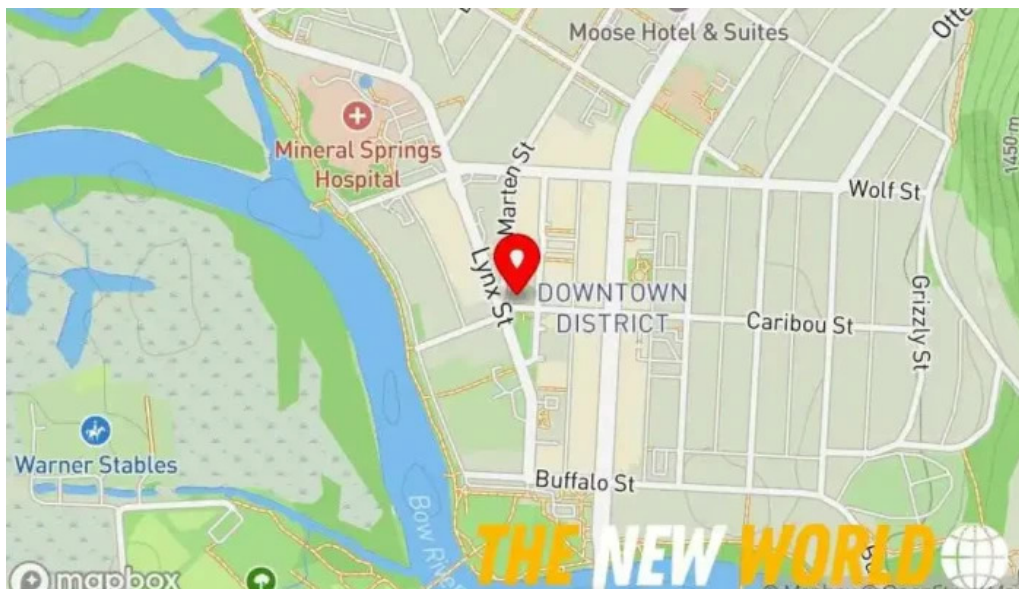 Moose Hotel & Suites
Otte
1450 m
Mineral Springs
Hospital
Marten St
Wolf St
Lynx St
DOWNTOWN
DISTRICT
Caribou St
Grizzly St
Warner Stables
Buffalo St
Bow River
THE NEW WORLD
mapbox